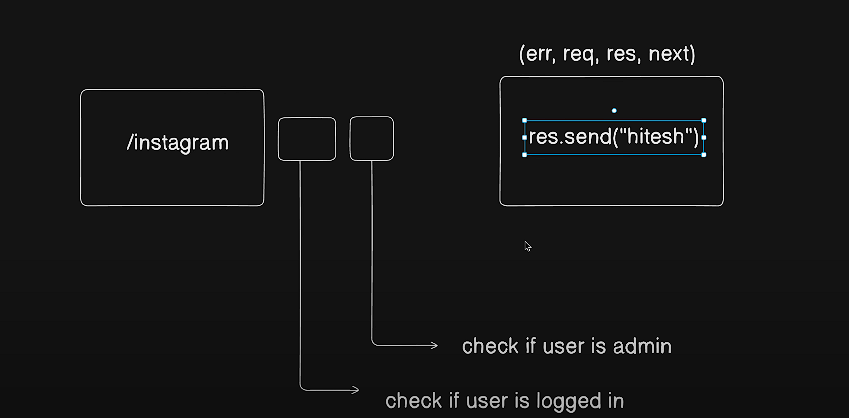 (err, req, res, next)
/instagram
res.send("hitesh")
check if user is admin
check if user is logged in